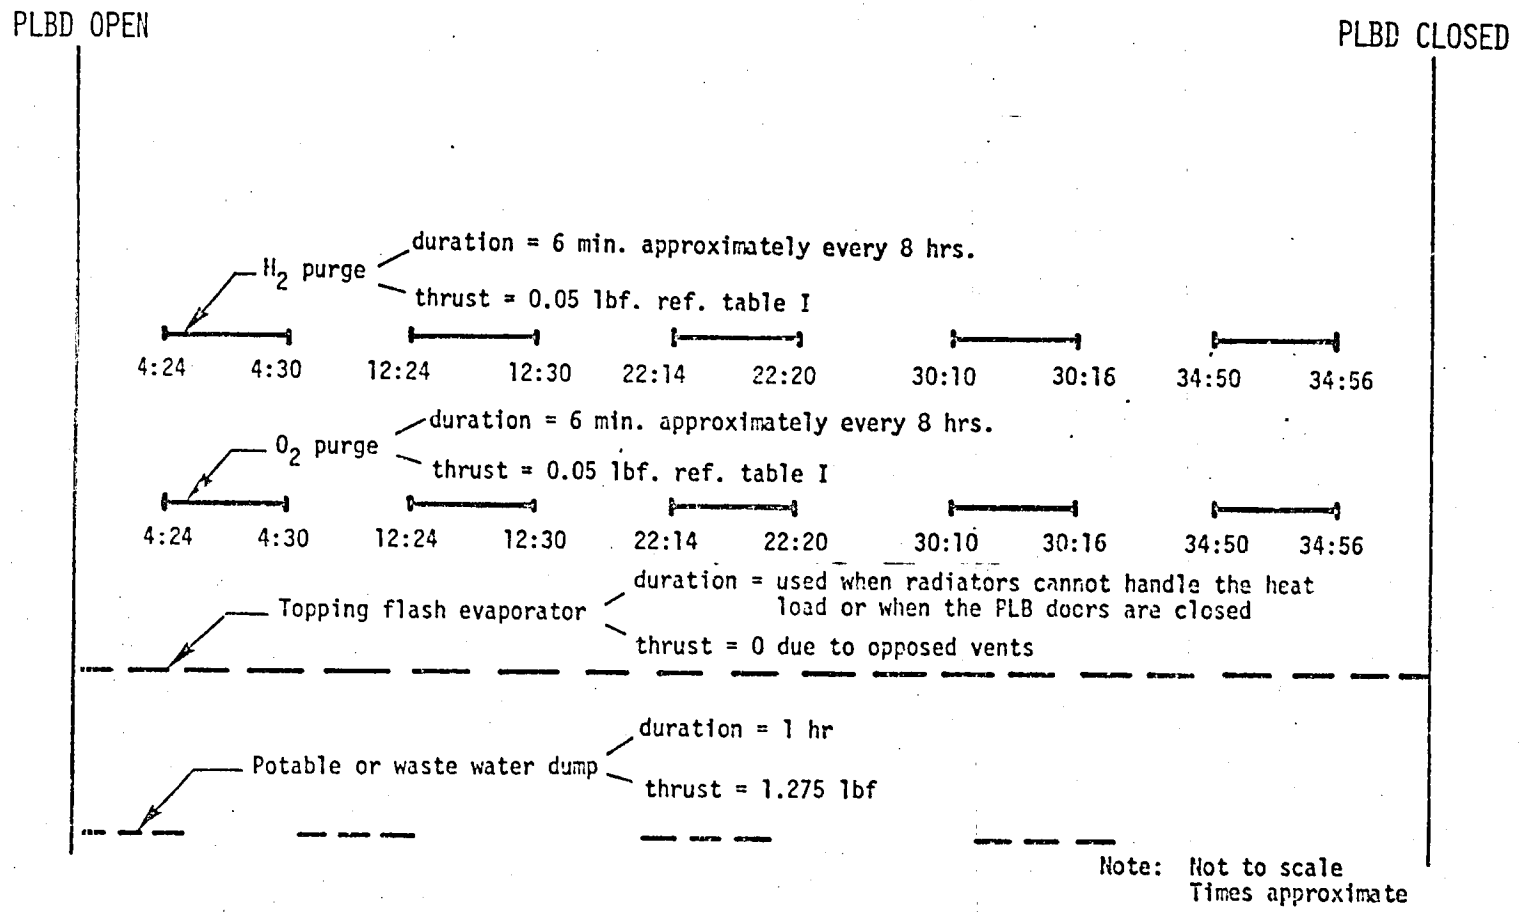 PLBD OPEN
PLBD CLOSED
duration = 6 min. approximately every 8 hrs.
H2 purge
thrust = 0.05 lbf. ref. table I
4:24 4:30 12:24 12:30 22:14 22:20 30:10 30:16 34:50 34:56
duration = 6 min. approximately every 8 hrs.
O2 purge
thrust = 0.05 lbf. ref. table I
4:24 4:30 12:24 12:30 22:14 22:20 30:10 30:16 34:50 34:56
duration = used when radiators cannot handle the heat
load or when the PLB doors are closed
Topping flash evaporator
thrust = 0 due to opposed vents
duration = 1 hr
Potable or waste water dump
thrust = 1.275 lbf
Note: Not to scale
Times approximate